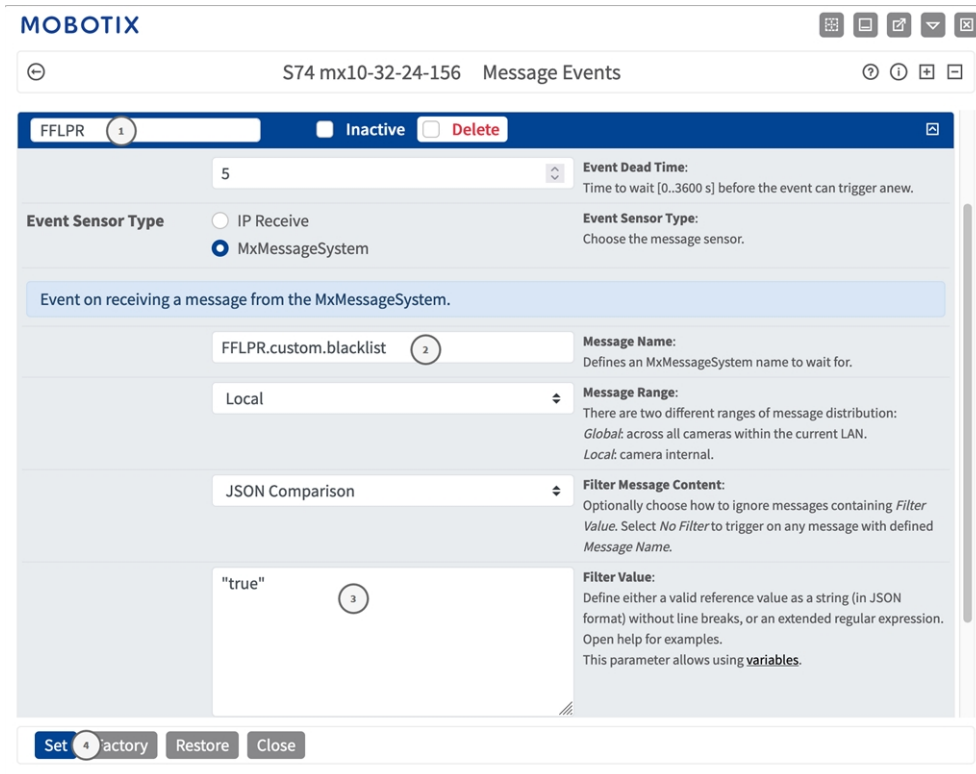 MOBOTIX
S74 mx10-32-24-156 Message Events
FFLPR 1 Inactive Delete
5
Event Dead Time:
Time to wait [0..3600 s] before the event can trigger anew.
Event Sensor Type
IP Receive
MxMessageSystem
Event Sensor Type:
Choose the message sensor.
Event on receiving a message from the MxMessageSystem.
FFLPR.custom.blacklist 2
Message Name:
Defines an MxMessageSystem name to wait for.
Local
Message Range:
There are two different ranges of message distribution:
Global: across all cameras within the current LAN.
Local: camera internal.
JSON Comparison
Filter Message Content:
Optionally choose how to ignore messages containing Filter
Value. Select No Filter to trigger on any message with defined
Message Name.
"true" 3
Filter Value:
Define either a valid reference value as a string (in JSON
format) without line breaks, or an extended regular expression.
Open help for examples.
This parameter allows using variables.
Set 4 actory Restore Close